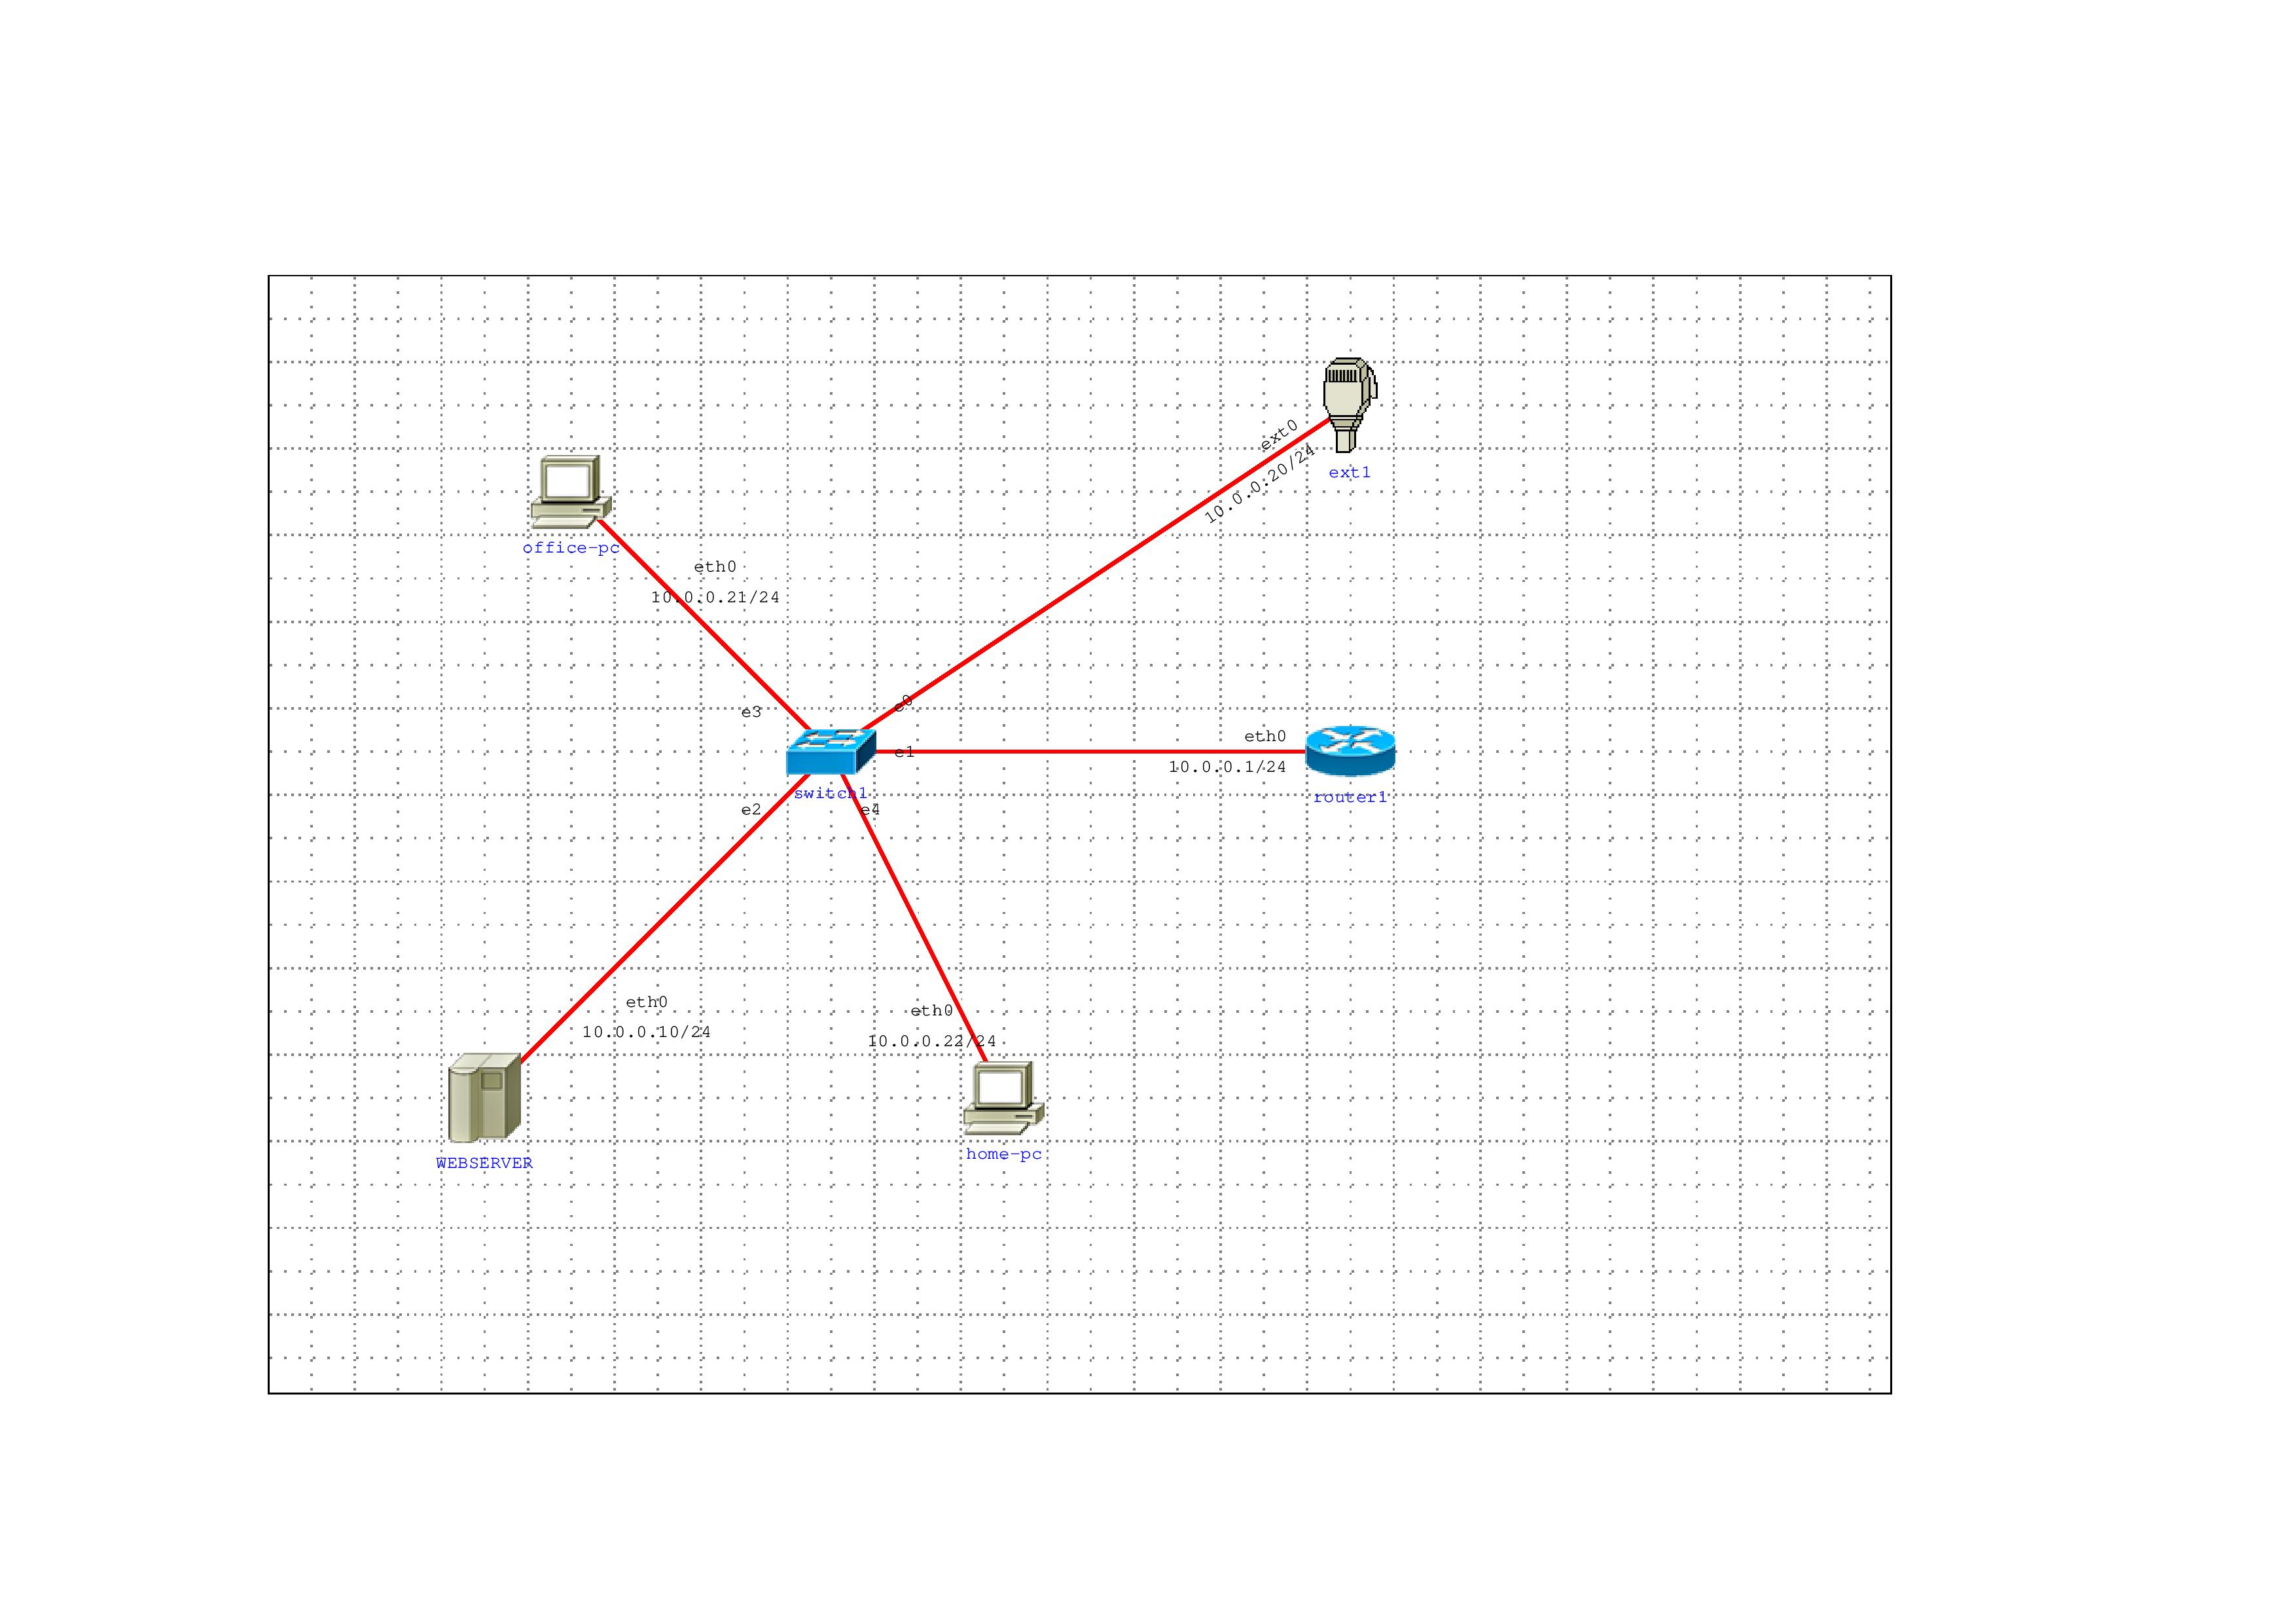 ext0
10.0.0.20/24
ext1
office-pc
eth0
10.0.0.21/24
e3
e0
e1
eth0
10.0.0.1/24
switch1
router1
e2
e4
eth0
10.0.0.10/24
eth0
10.0.0.22/24
WEBSERVER
home-pc